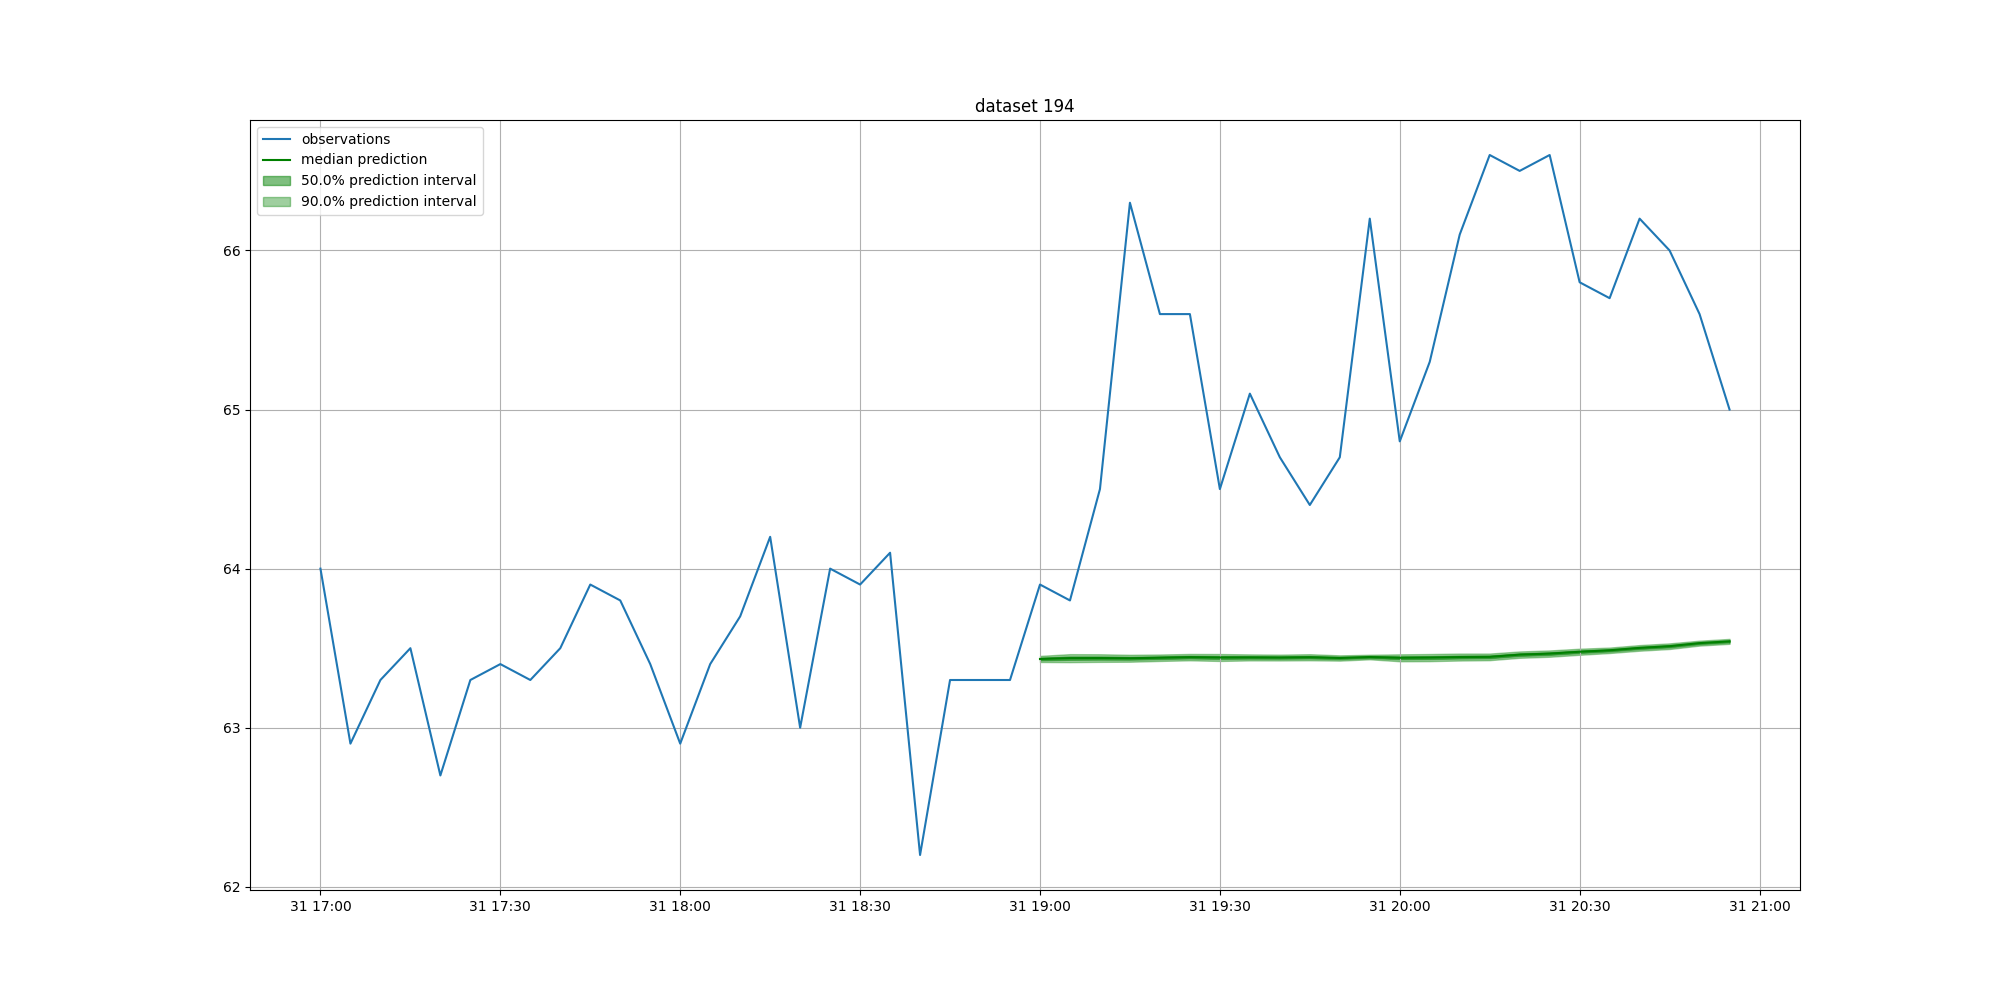 dataset 194
observations
median prediction
50.0% prediction interval
90.0% prediction interval
66
65
64
63
62
31 17:00
31 17:30
31 18:00
31 18:30
31 19:00
31 19:30
31 20:00
31 20:30
31 21:00